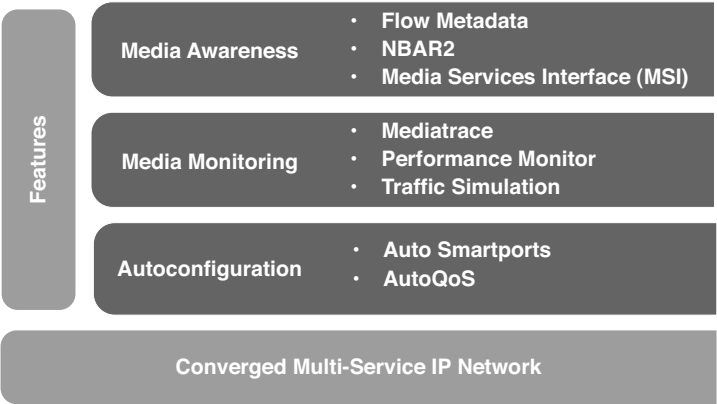 Features
Media Awareness
• Flow Metadata
• NBAR2
• Media Services Interface (MSI)
Media Monitoring
• Mediatrace
• Performance Monitor
• Traffic Simulation
Autoconfiguration
• Auto Smartports
• AutoQoS
Converged Multi-Service IP Network